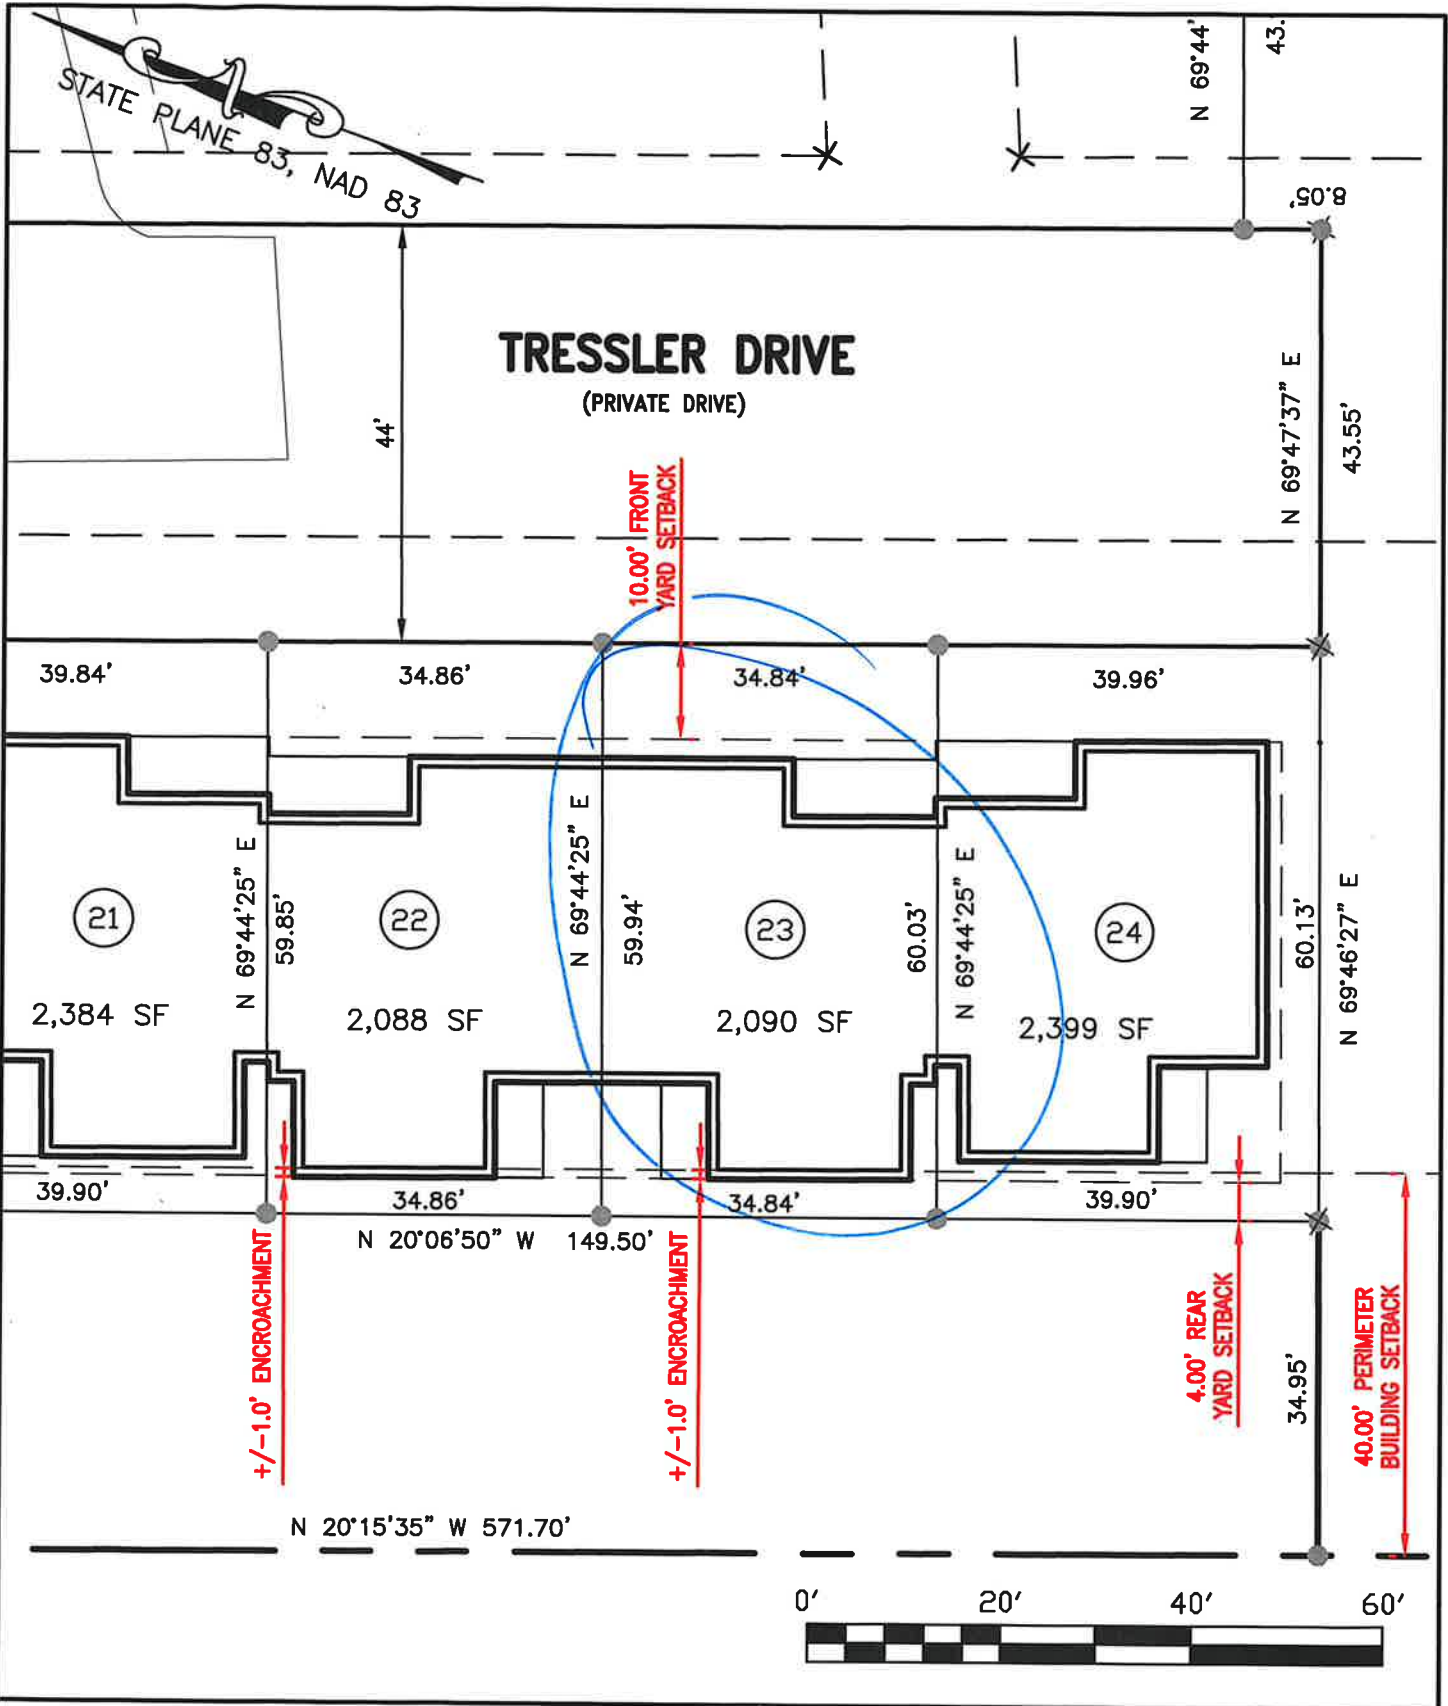 N 69°44'
43.
STATE PLANE 83, NAD 83
8.05'
TRESSLER DRIVE
(PRIVATE DRIVE)
44'
N 69°47'37" E
43.55'
10.00' FRONT
YARD SETBACK
39.84'
34.86'
34.84'
39.96'
N 69°44'25" E
59.85'
N 69°44'25" E
59.94'
60.03'
N 69°44'25" E
60.13'
N 69°46'27" E
21
22
23
24
2,384 SF
2,088 SF
2,090 SF
2,399 SF
39.90'
34.86'
34.84'
39.90'
N 20°06'50" W 149.50'
+/-1.0' ENCROACHMENT
+/-1.0' ENCROACHMENT
4.00' REAR
YARD SETBACK
34.95'
40.00' PERIMETER
BUILDING SETBACK
N 20°15'35" W 571.70'
0' 20' 40' 60'